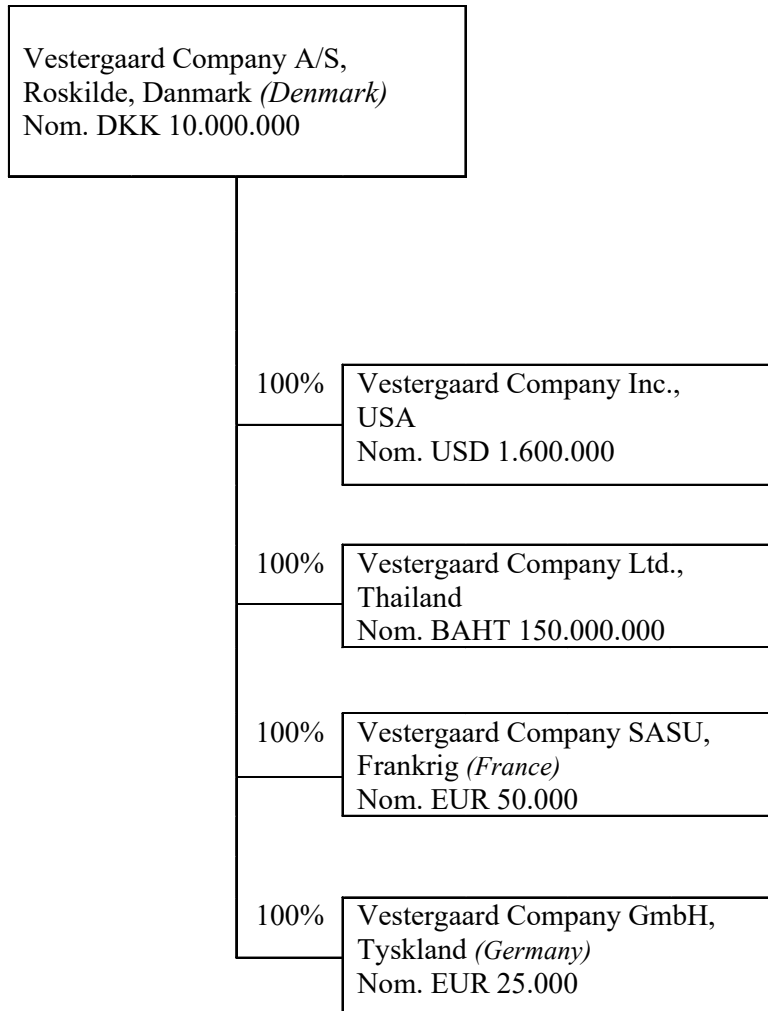 Vestergaard Company A/S,
Roskilde, Danmark (Denmark)
Nom. DKK 10.000.000
100%
Vestergaard Company Inc.,
USA
Nom. USD 1.600.000
100%
Vestergaard Company Ltd.,
Thailand
Nom. BAHT 150.000.000
100%
Vestergaard Company SASU,
Frankrig (France)
Nom. EUR 50.000
100%
Vestergaard Company GmbH,
Tyskland (Germany)
Nom. EUR 25.000